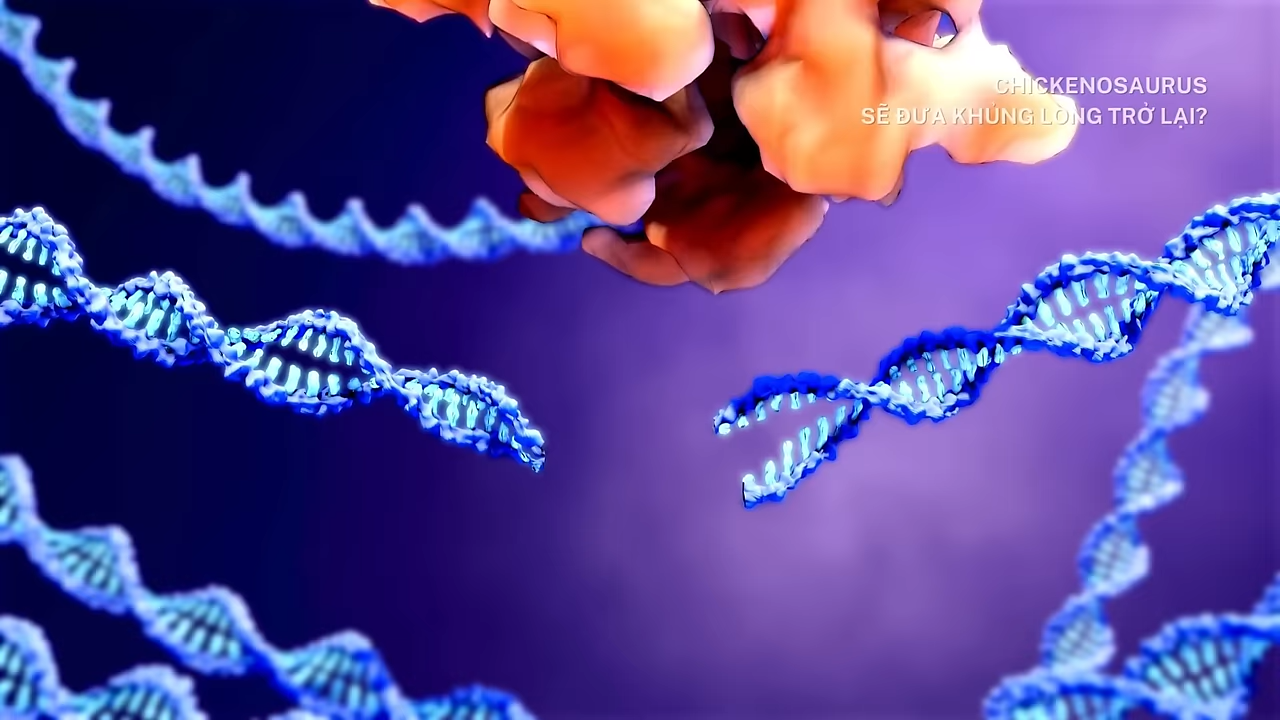 CHICKENOSAURUS
SẼ ĐƯA KHỦNG LONG TRỞ LẠI?